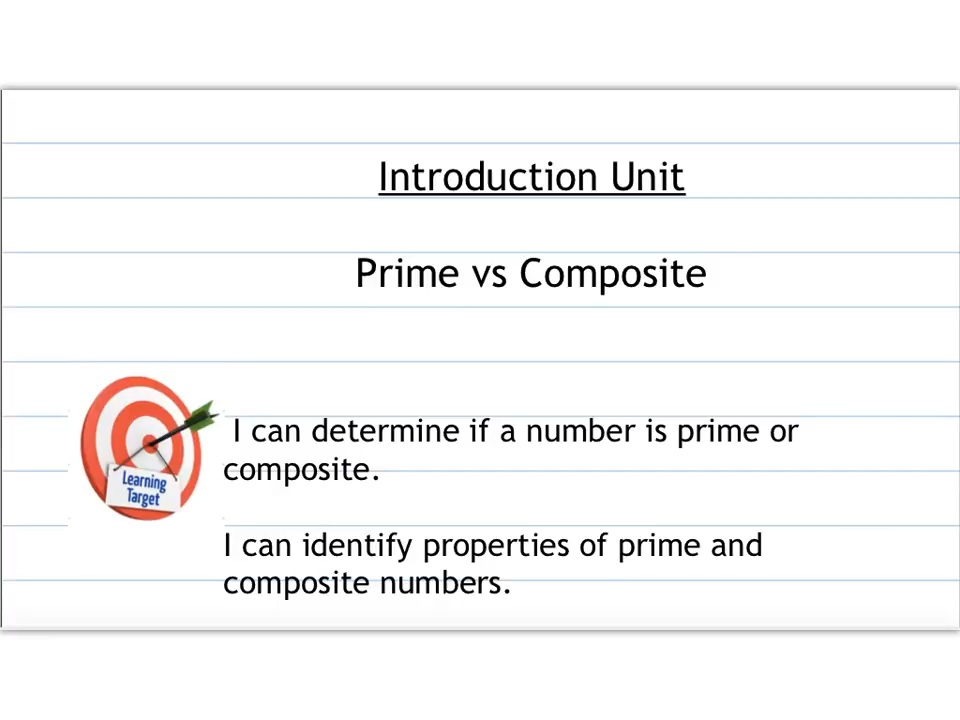 Introduction Unit
Prime vs Composite
I can determine if a number is prime or
composite.
Learning
Target
I can identify properties of prime and
composite numbers.